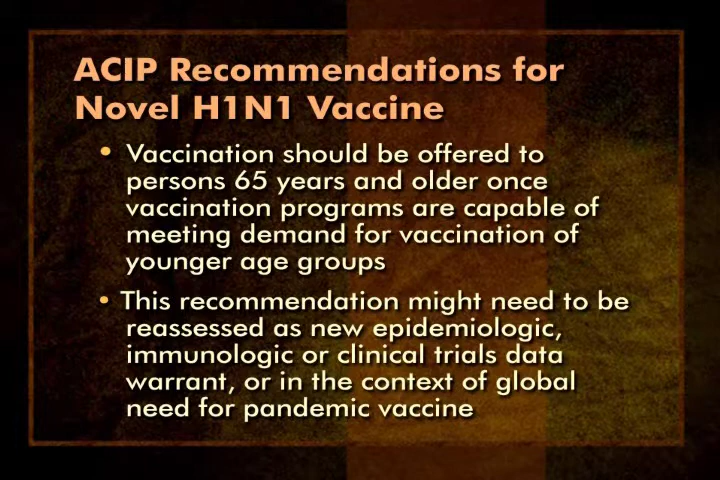 ACIP Recommendations for
Novel H1N1 Vaccine
• Vaccination should be offered to
persons 65 years and older once
vaccination programs are capable of
meeting demand for vaccination of
younger age groups
• This recommendation might need to be
reassessed as new epidemiologic,
immunologic or clinical trials data
warrant, or in the context of global
need for pandemic vaccine